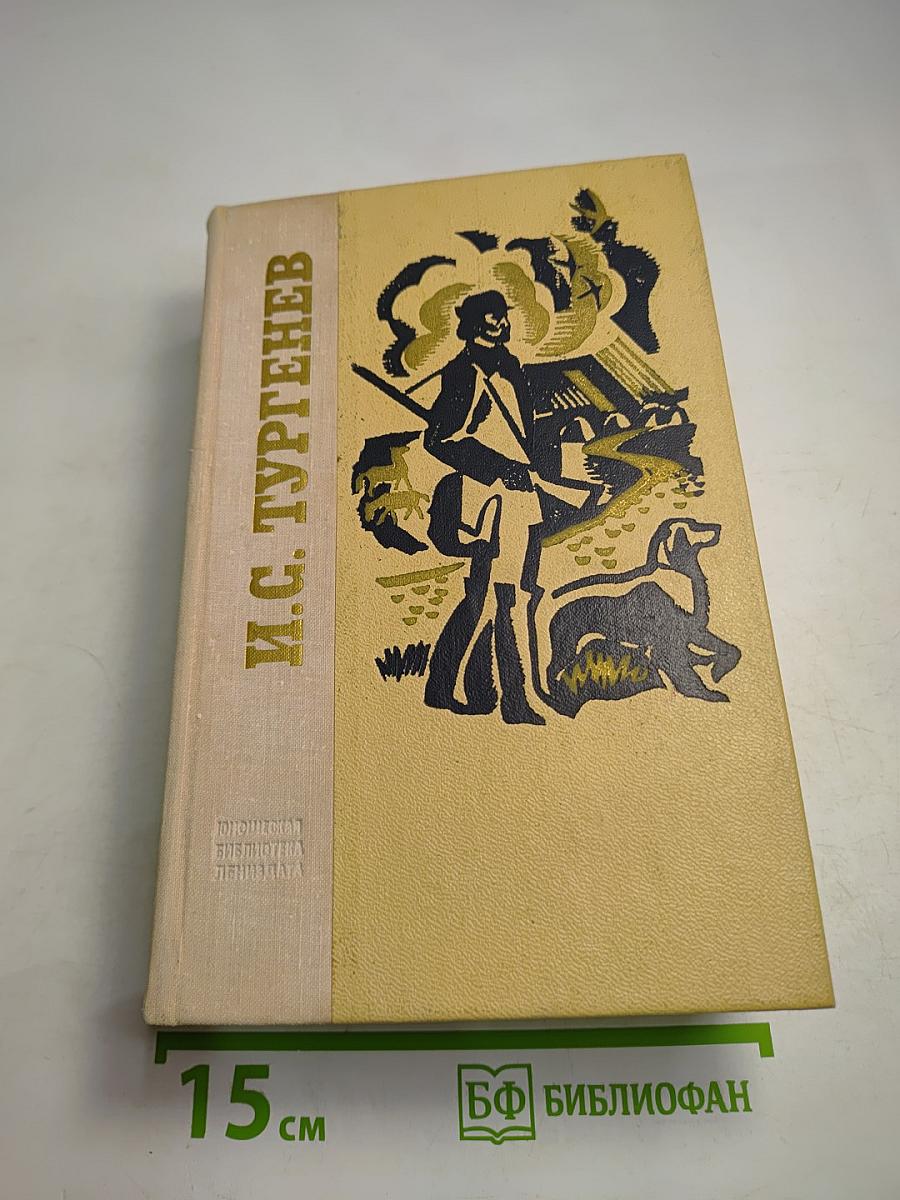 И.С. ТУРГЕНЕВ
ЮНОШЕСКАЯ
БИБЛИОТЕКА
ЛЕНИЗДАТА
15 см
БФ БИБЛИОФАН